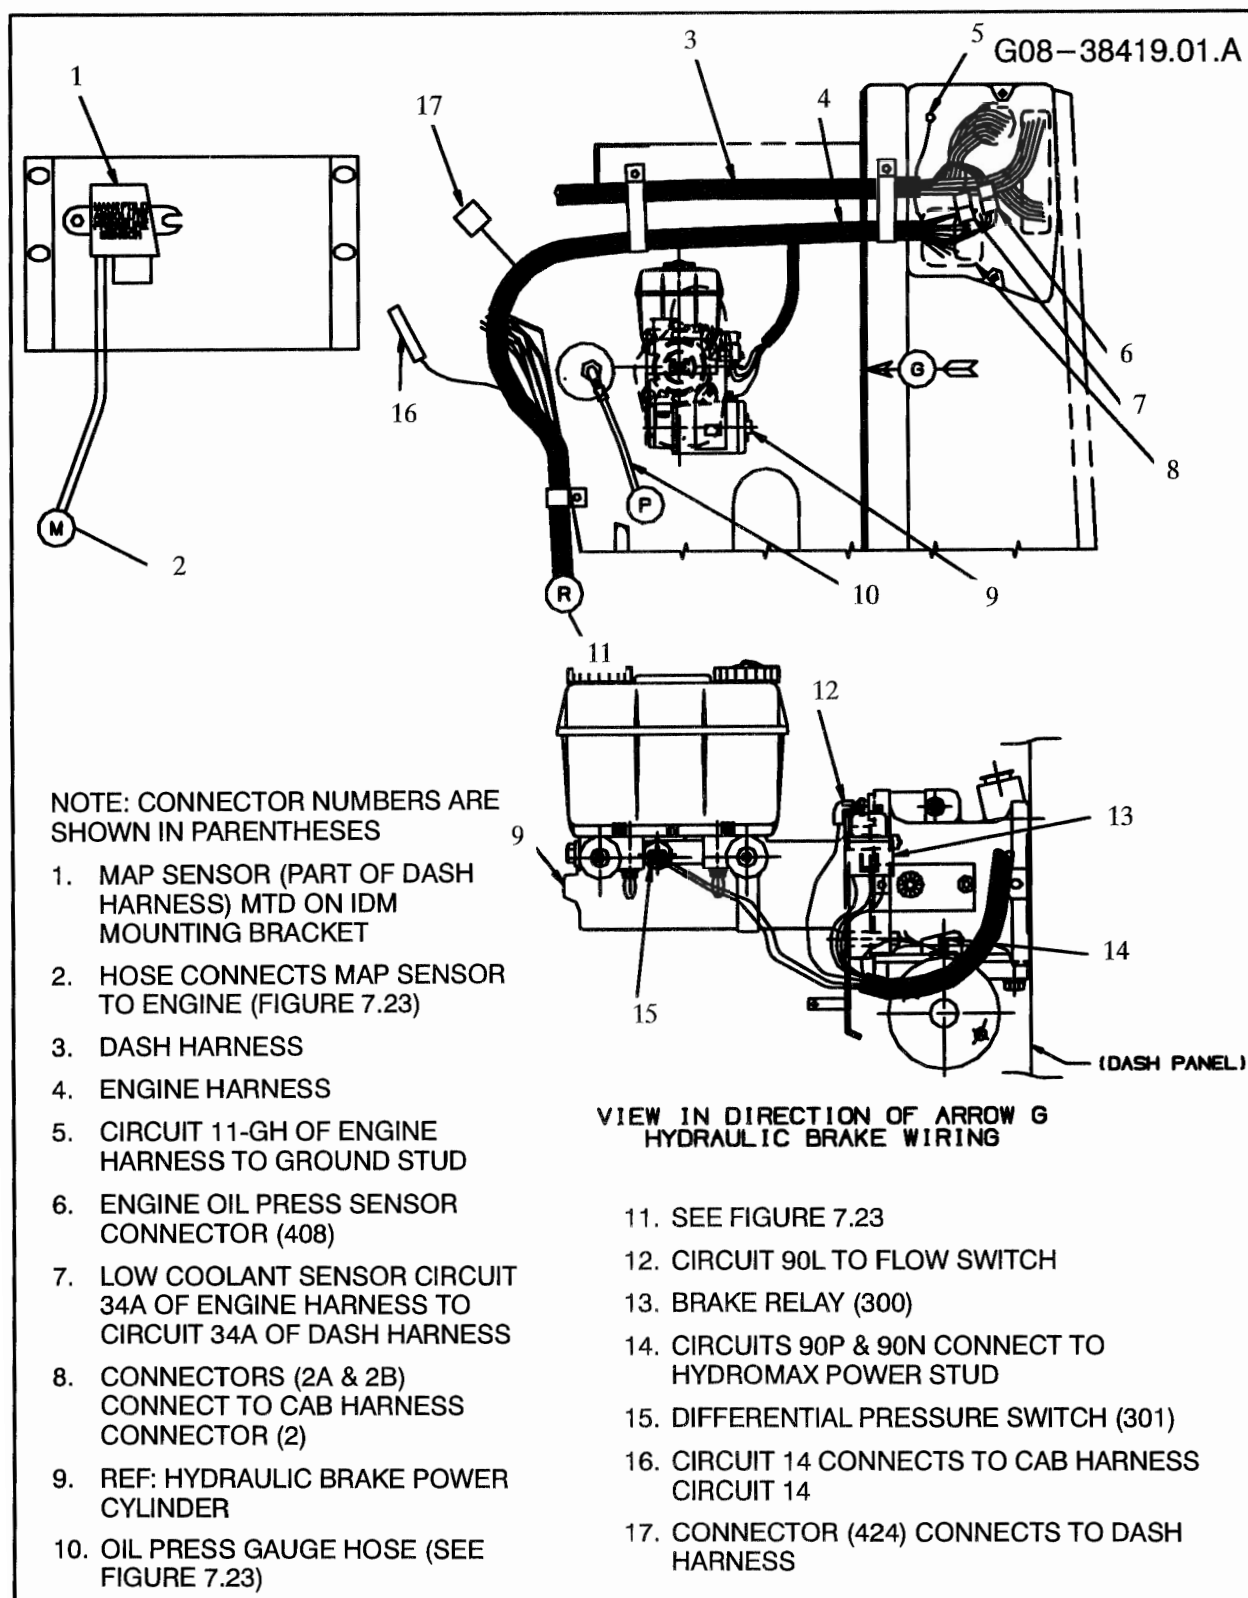 G08-38419.01.A
1
17
3
4
5
16
6
7
8
G
M
P
2
10
9
R
11
12
13
9
14
15
(DASH PANEL)
VIEW IN DIRECTION OF ARROW G
HYDRAULIC BRAKE WIRING
NOTE: CONNECTOR NUMBERS ARE
SHOWN IN PARENTHESES
1. MAP SENSOR (PART OF DASH
HARNESS) MTD ON IDM
MOUNTING BRACKET
2. HOSE CONNECTS MAP SENSOR
TO ENGINE (FIGURE 7.23)
3. DASH HARNESS
4. ENGINE HARNESS
5. CIRCUIT 11-GH OF ENGINE
HARNESS TO GROUND STUD
6. ENGINE OIL PRESS SENSOR
CONNECTOR (408)
7. LOW COOLANT SENSOR CIRCUIT
34A OF ENGINE HARNESS TO
CIRCUIT 34A OF DASH HARNESS
8. CONNECTORS (2A & 2B)
CONNECT TO CAB HARNESS
CONNECTOR (2)
9. REF: HYDRAULIC BRAKE POWER
CYLINDER
10. OIL PRESS GAUGE HOSE (SEE
FIGURE 7.23)
11. SEE FIGURE 7.23
12. CIRCUIT 90L TO FLOW SWITCH
13. BRAKE RELAY (300)
14. CIRCUITS 90P & 90N CONNECT TO
HYDROMAX POWER STUD
15. DIFFERENTIAL PRESSURE SWITCH (301)
16. CIRCUIT 14 CONNECTS TO CAB HARNESS
CIRCUIT 14
17. CONNECTOR (424) CONNECTS TO DASH
HARNESS